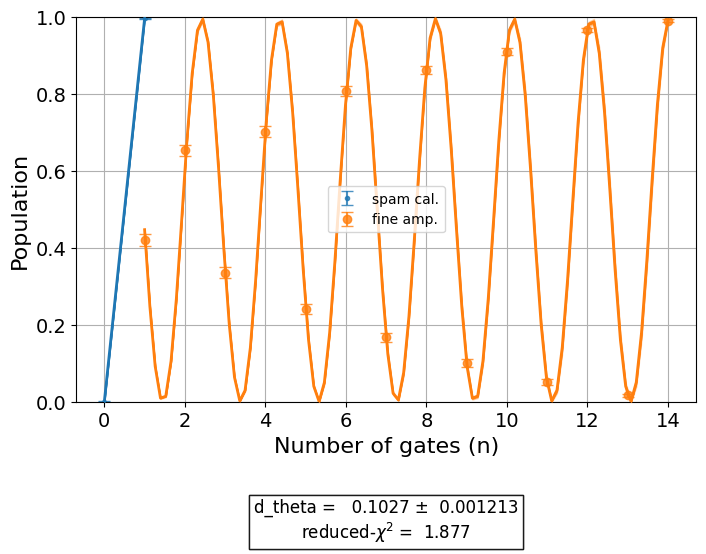 1.0
0.8
0.6
0.4
0.2
0.0
Population
spam cal.
fine amp.
0 2 4 6 8 10 12 14
Number of gates (n)
d_theta = 0.1027 ± 0.001213
reduced-χ² = 1.877